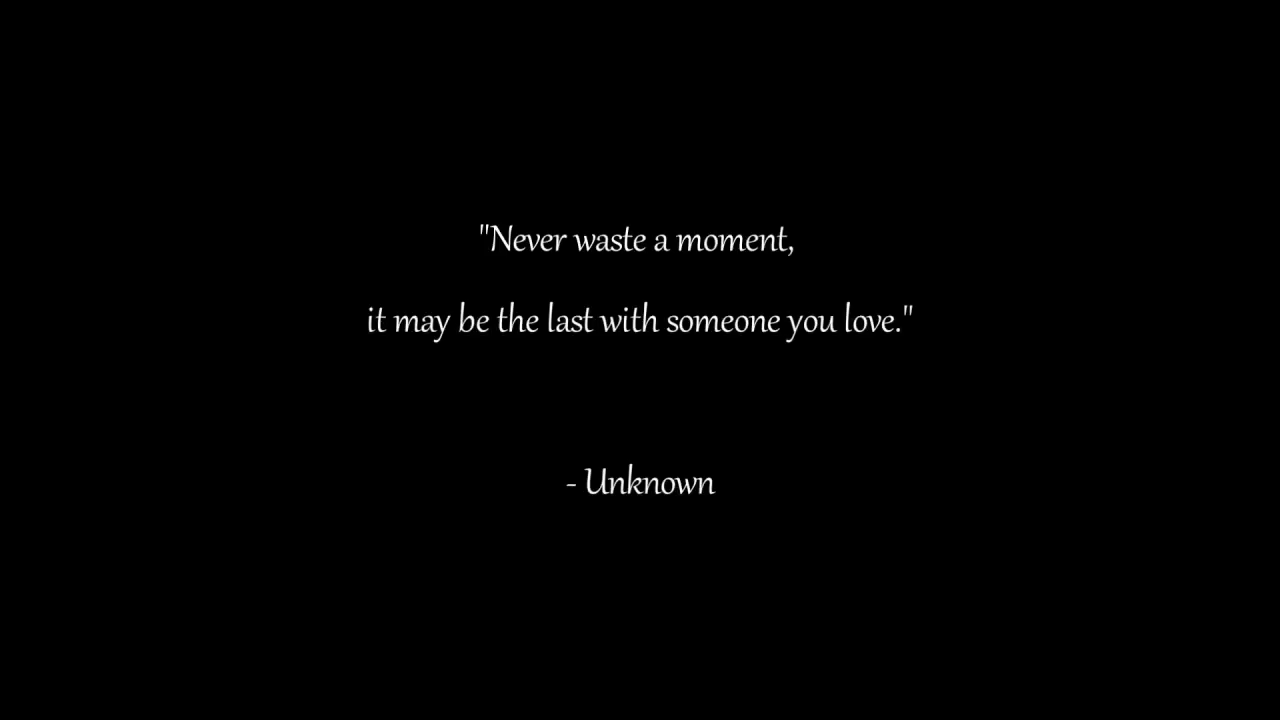 "Never waste a moment,
it may be the last with someone you love."
- Unknown